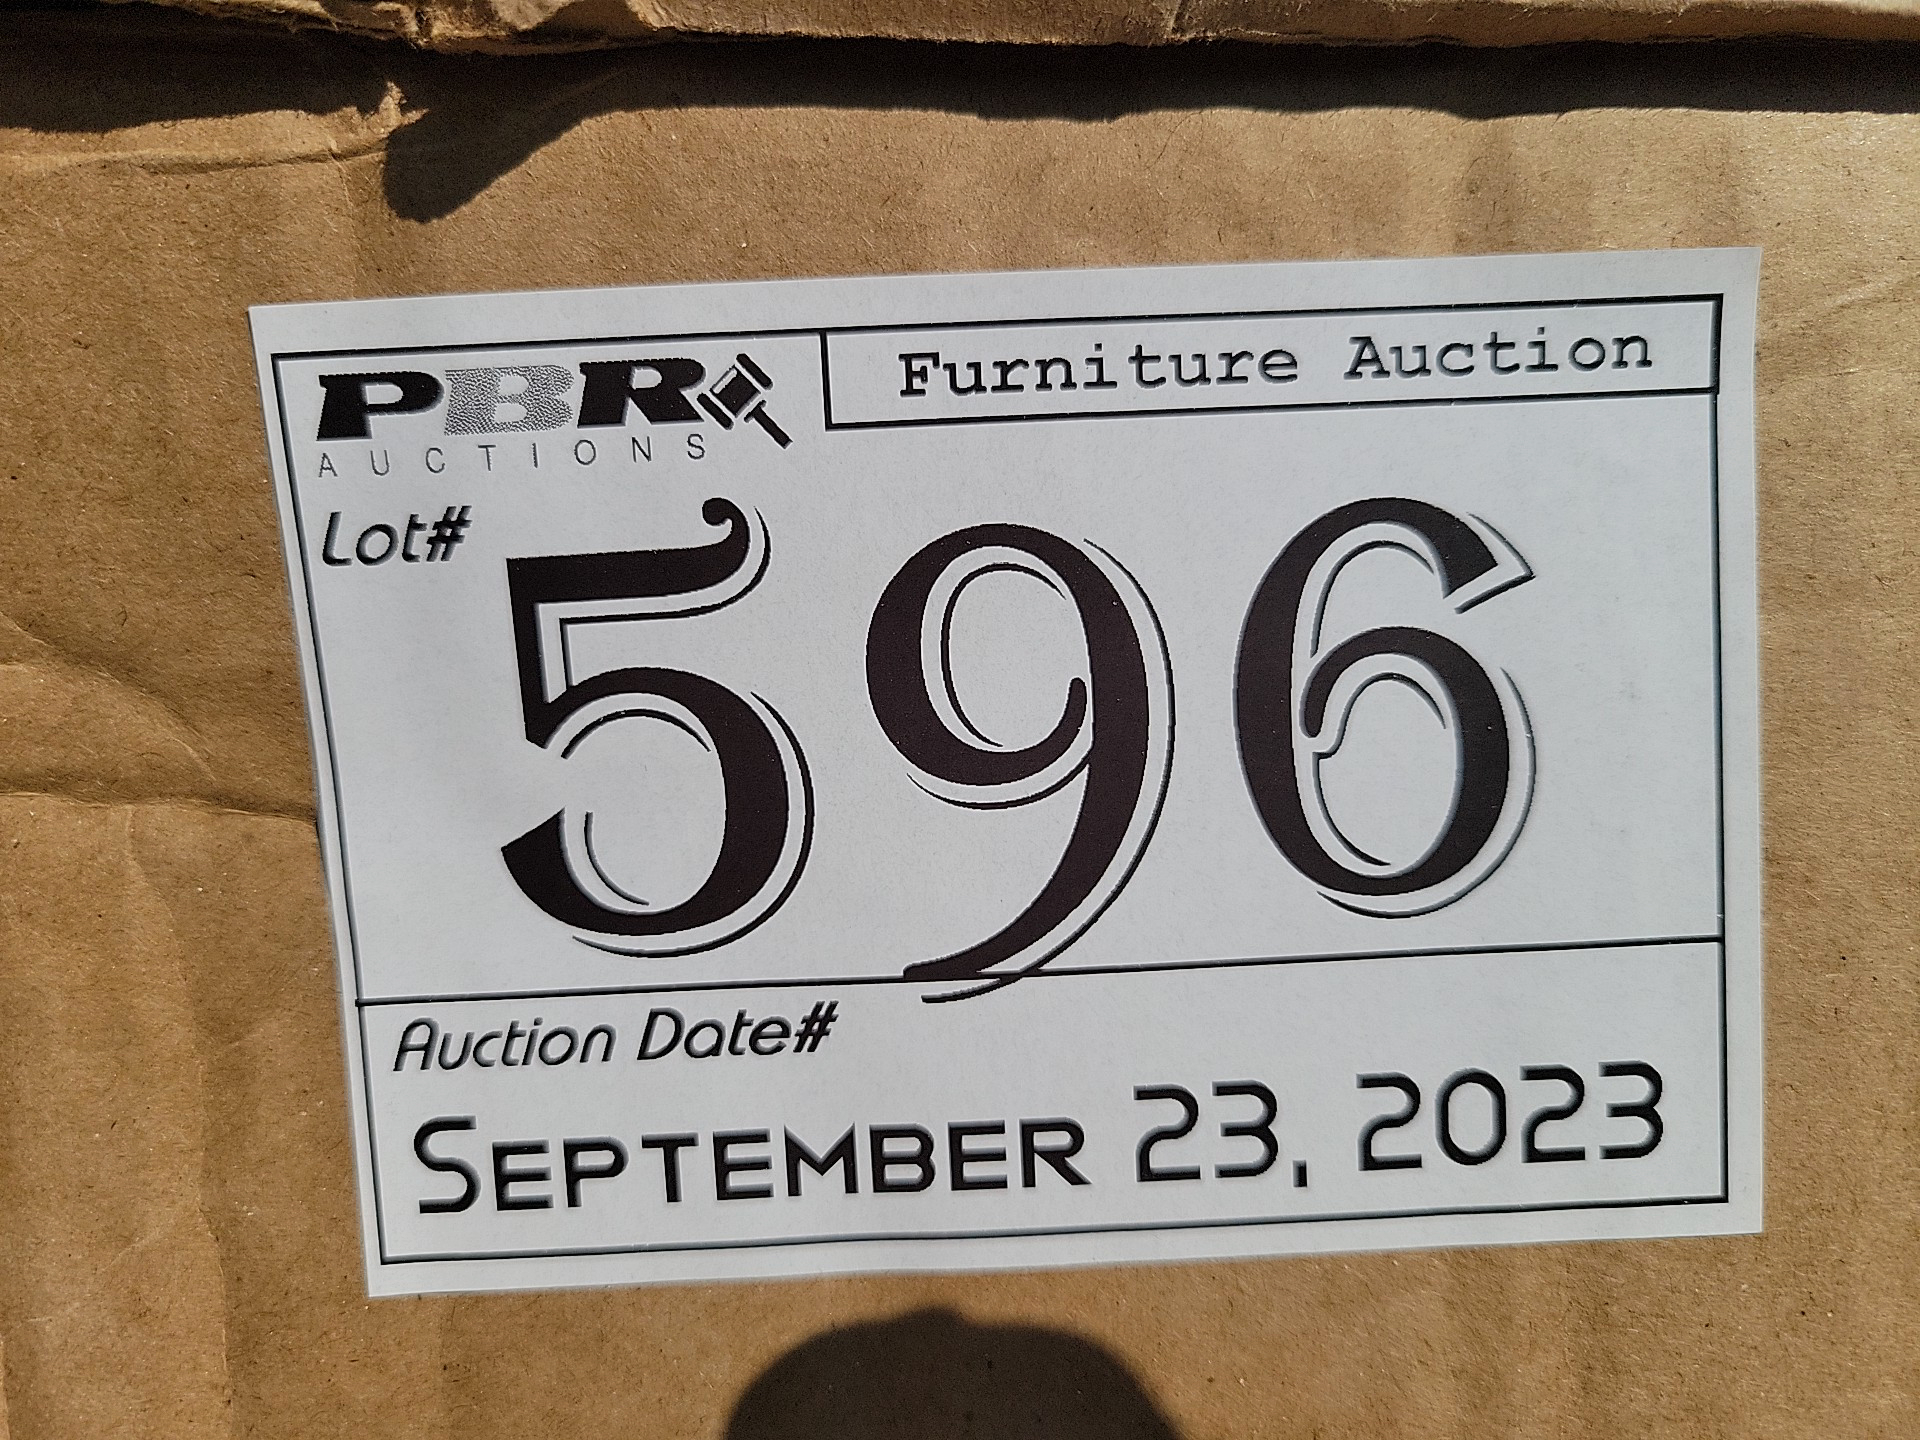 PBR
AUCTIONS
Furniture Auction
Lot#
596
Auction Date#
SEPTEMBER 23, 2023